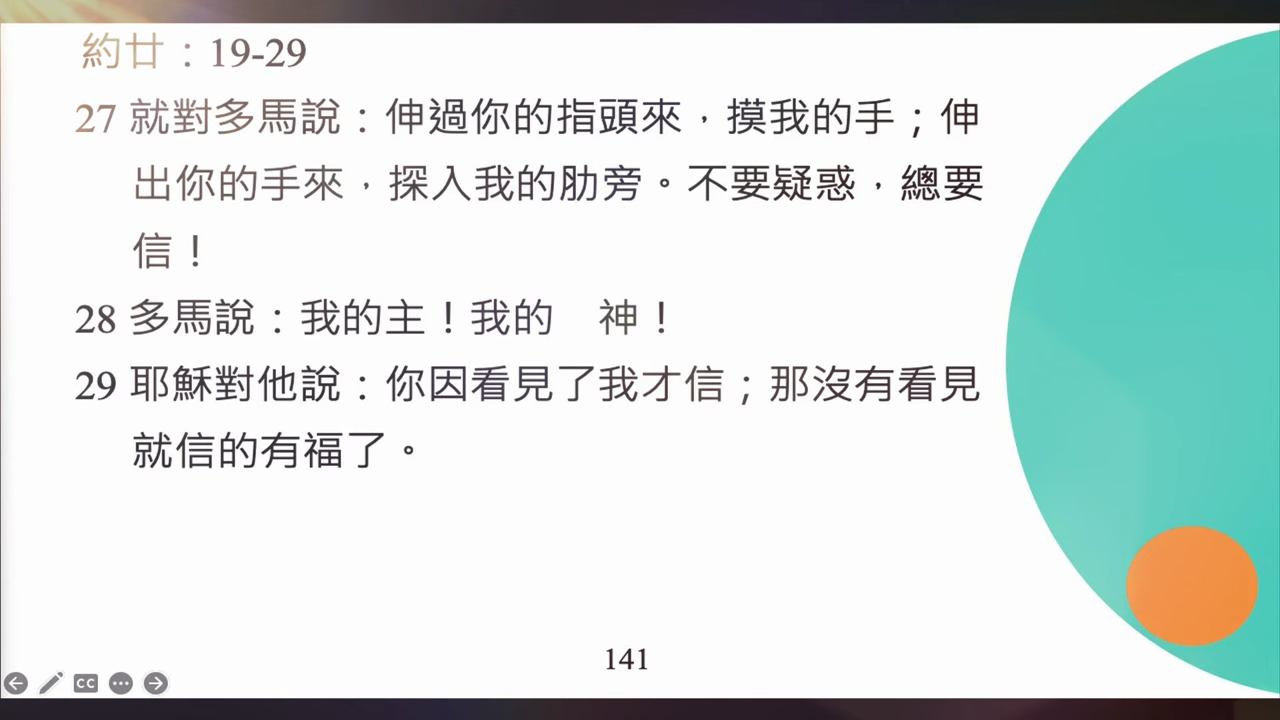 約廿：19-29
27 就對多馬說：伸過你的指頭來，摸我的手；伸
出你的手來，探入我的肋旁。不要疑惑，總要
信！
28 多馬說：我的主！我的　神！
29 耶穌對他說：你因看見了我才信；那沒有看見
就信的有福了。
141
CC